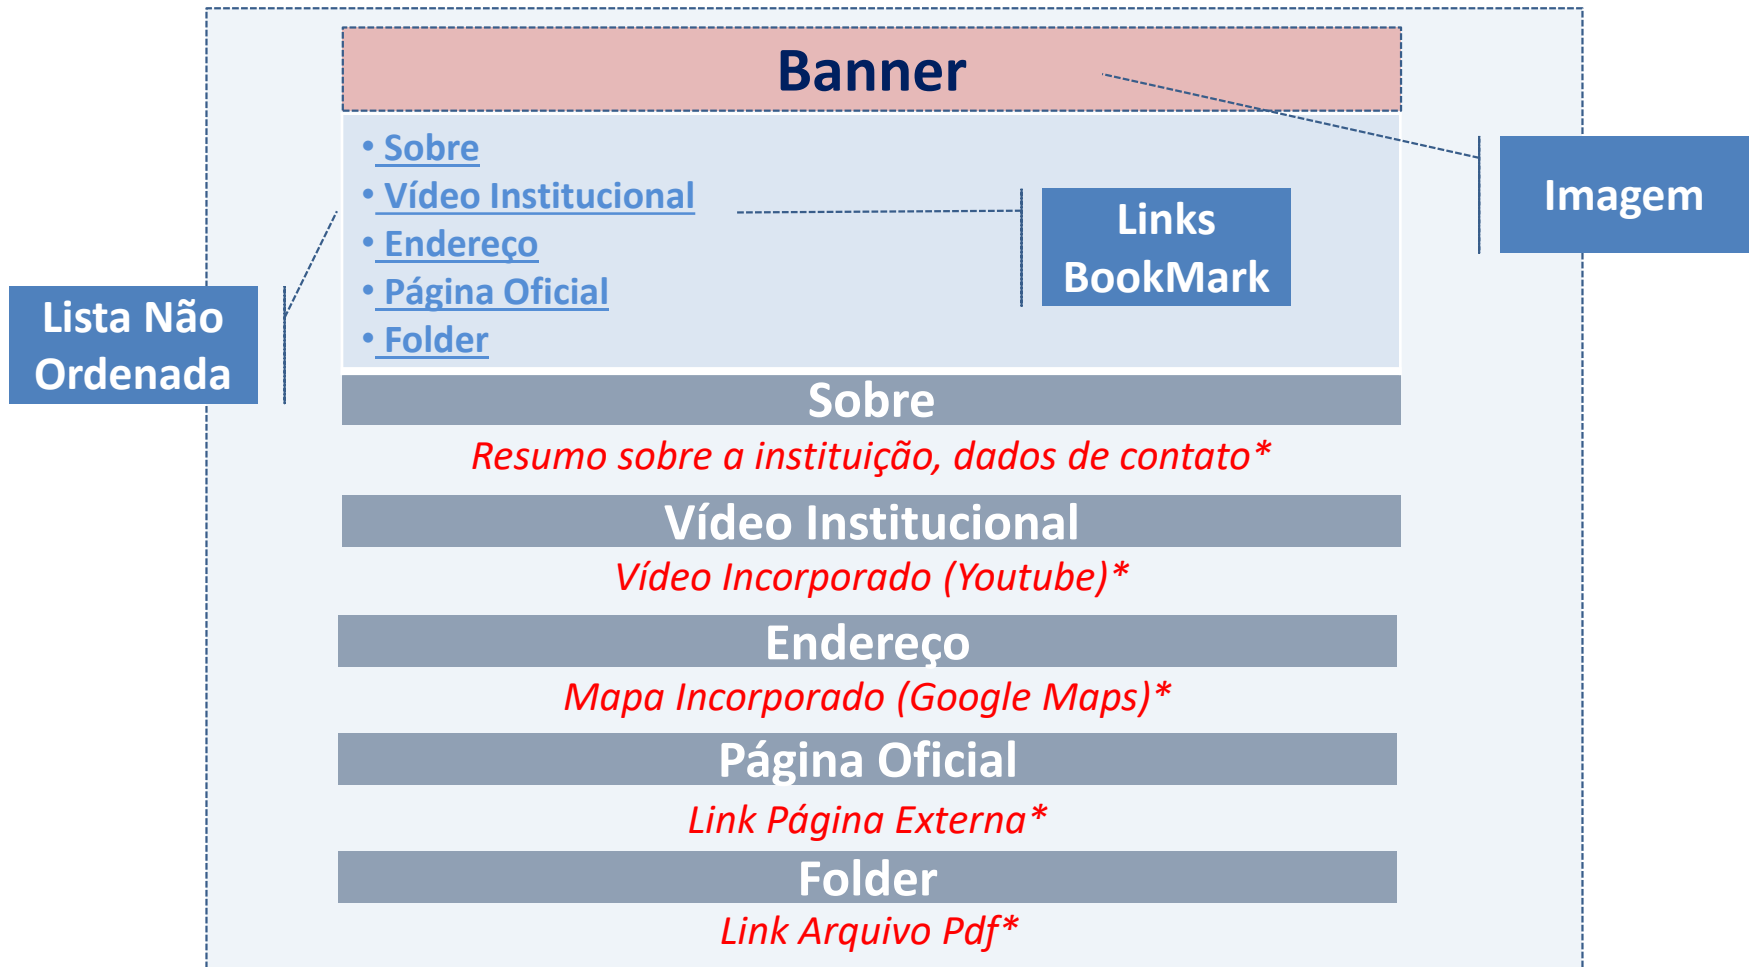 Banner
• Sobre
• Vídeo Institucional
• Endereço
• Página Oficial
• Folder
Links
BookMark
Imagem
Lista Não
Ordenada
Sobre
Resumo sobre a instituição, dados de contato*
Vídeo Institucional
Vídeo Incorporado (Youtube)*
Endereço
Mapa Incorporado (Google Maps)*
Página Oficial
Link Página Externa*
Folder
Link Arquivo Pdf*